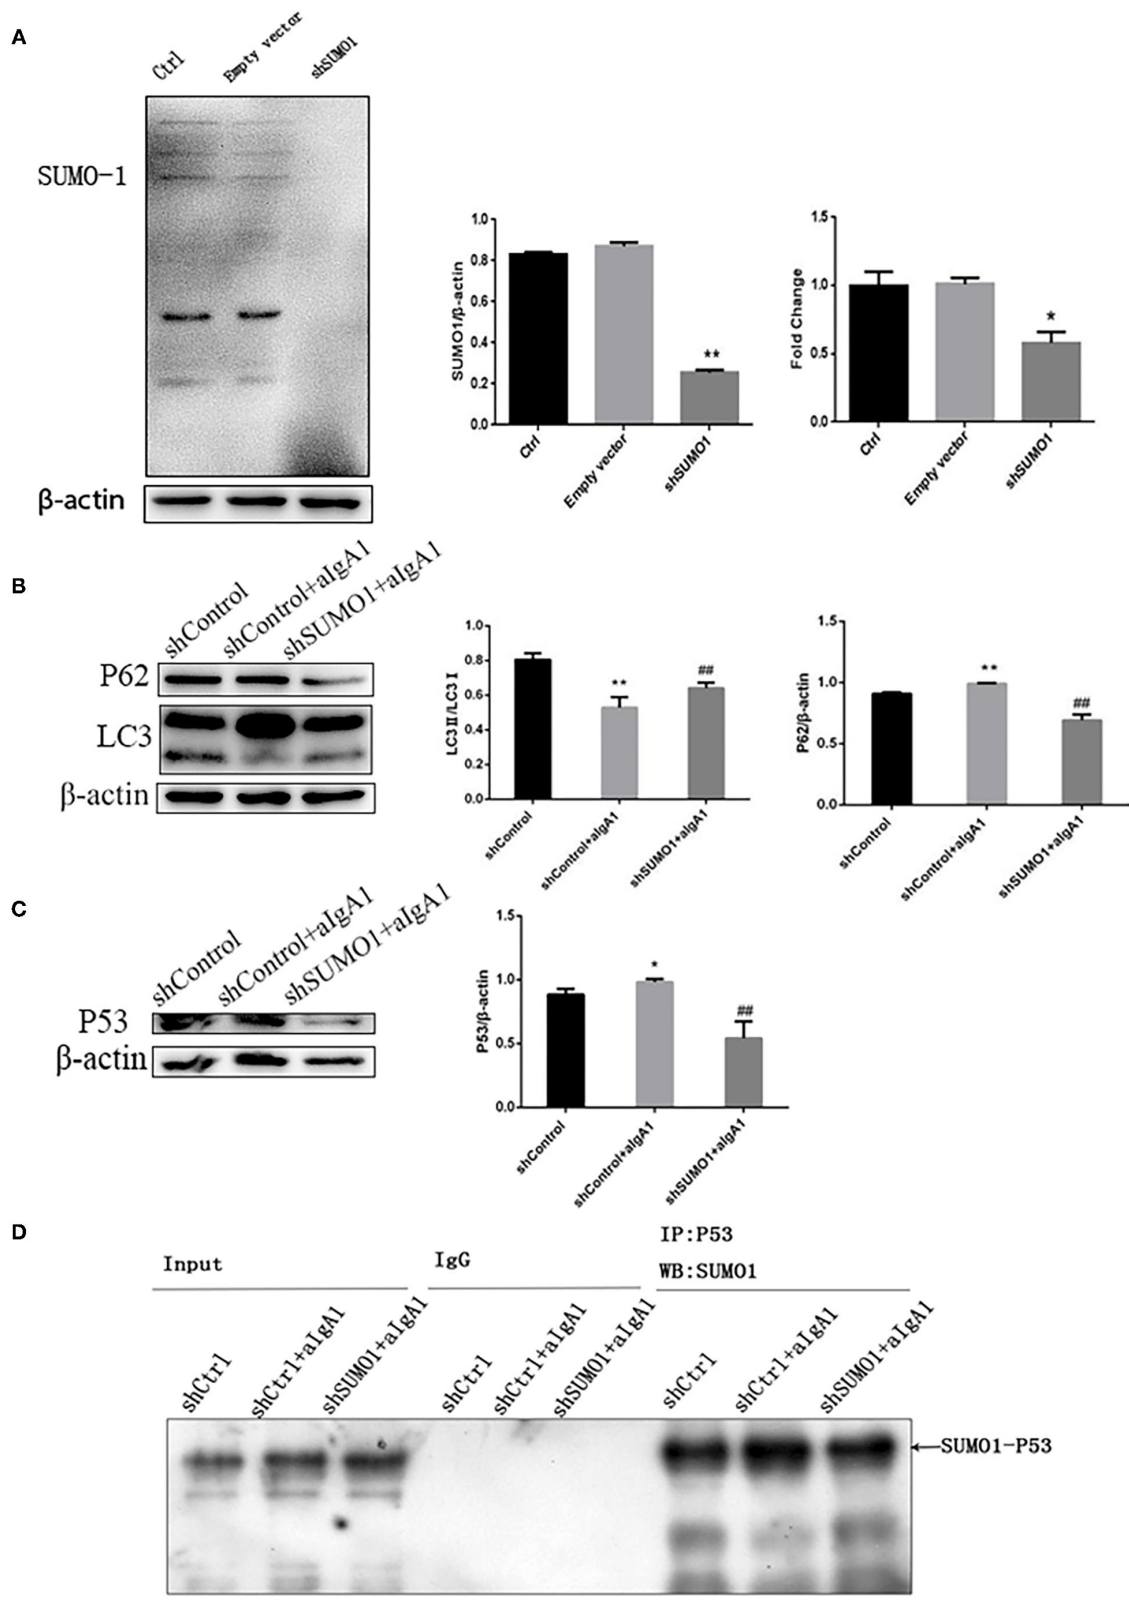 A
Ctrl
Empty vector
shSUMO1
SUMO-1
β-actin
SUMO1/β-actin
1.0
0.8
0.6
0.4
0.2
0.0
**
Ctrl
Empty vector
shSUMO1
Fold Change
1.5
1.0
0.5
0.0
*
Ctrl
Empty vector
shSUMO1
B
shControl
shControl+aIgA1
shSUMO1+aIgA1
P62
LC3
β-actin
LC3Ⅱ/LC3Ⅰ
1.0
0.8
0.6
0.4
0.2
0.0
**
##
shControl
shControl+aIgA1
shSUMO1+aIgA1
P62/β-actin
1.5
1.0
0.5
0.0
**
##
shControl
shControl+aIgA1
shSUMO1+aIgA1
C
shControl
shControl+aIgA1
shSUMO1+aIgA1
P53
β-actin
P53/β-actin
1.5
1.0
0.5
0.0
*
##
shControl
shControl+aIgA1
shSUMO1+aIgA1
D
Input
IgG
IP:P53
WB:SUMO1
shCtrl
shCtrl+aIgA1
shSUMO1+aIgA1
shCtrl
shCtrl+aIgA1
shSUMO1+aIgA1
shCtrl
shCtrl+aIgA1
shSUMO1+aIgA1
SUMO1-P53